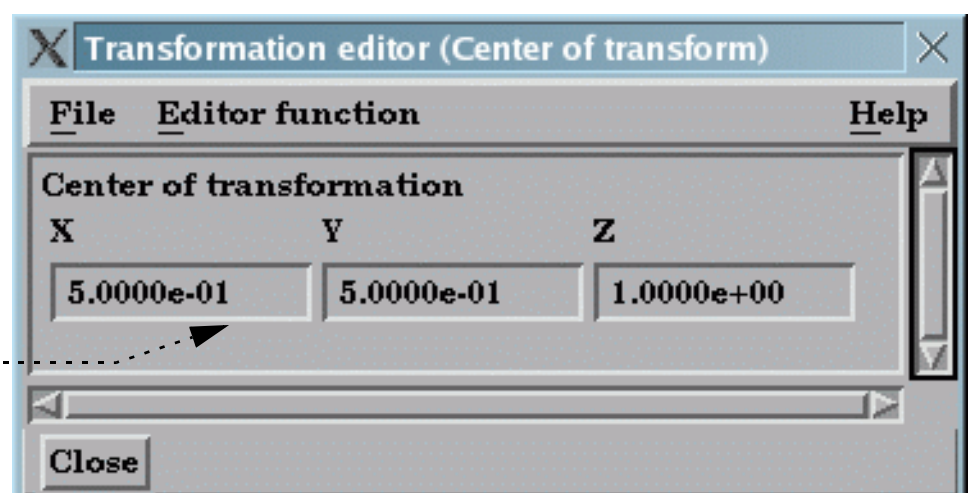 Transformation editor (Center of transform)
File Editor function Help
Center of transformation
X Y Z
5.0000e-01 5.0000e-01 1.0000e+00
Close